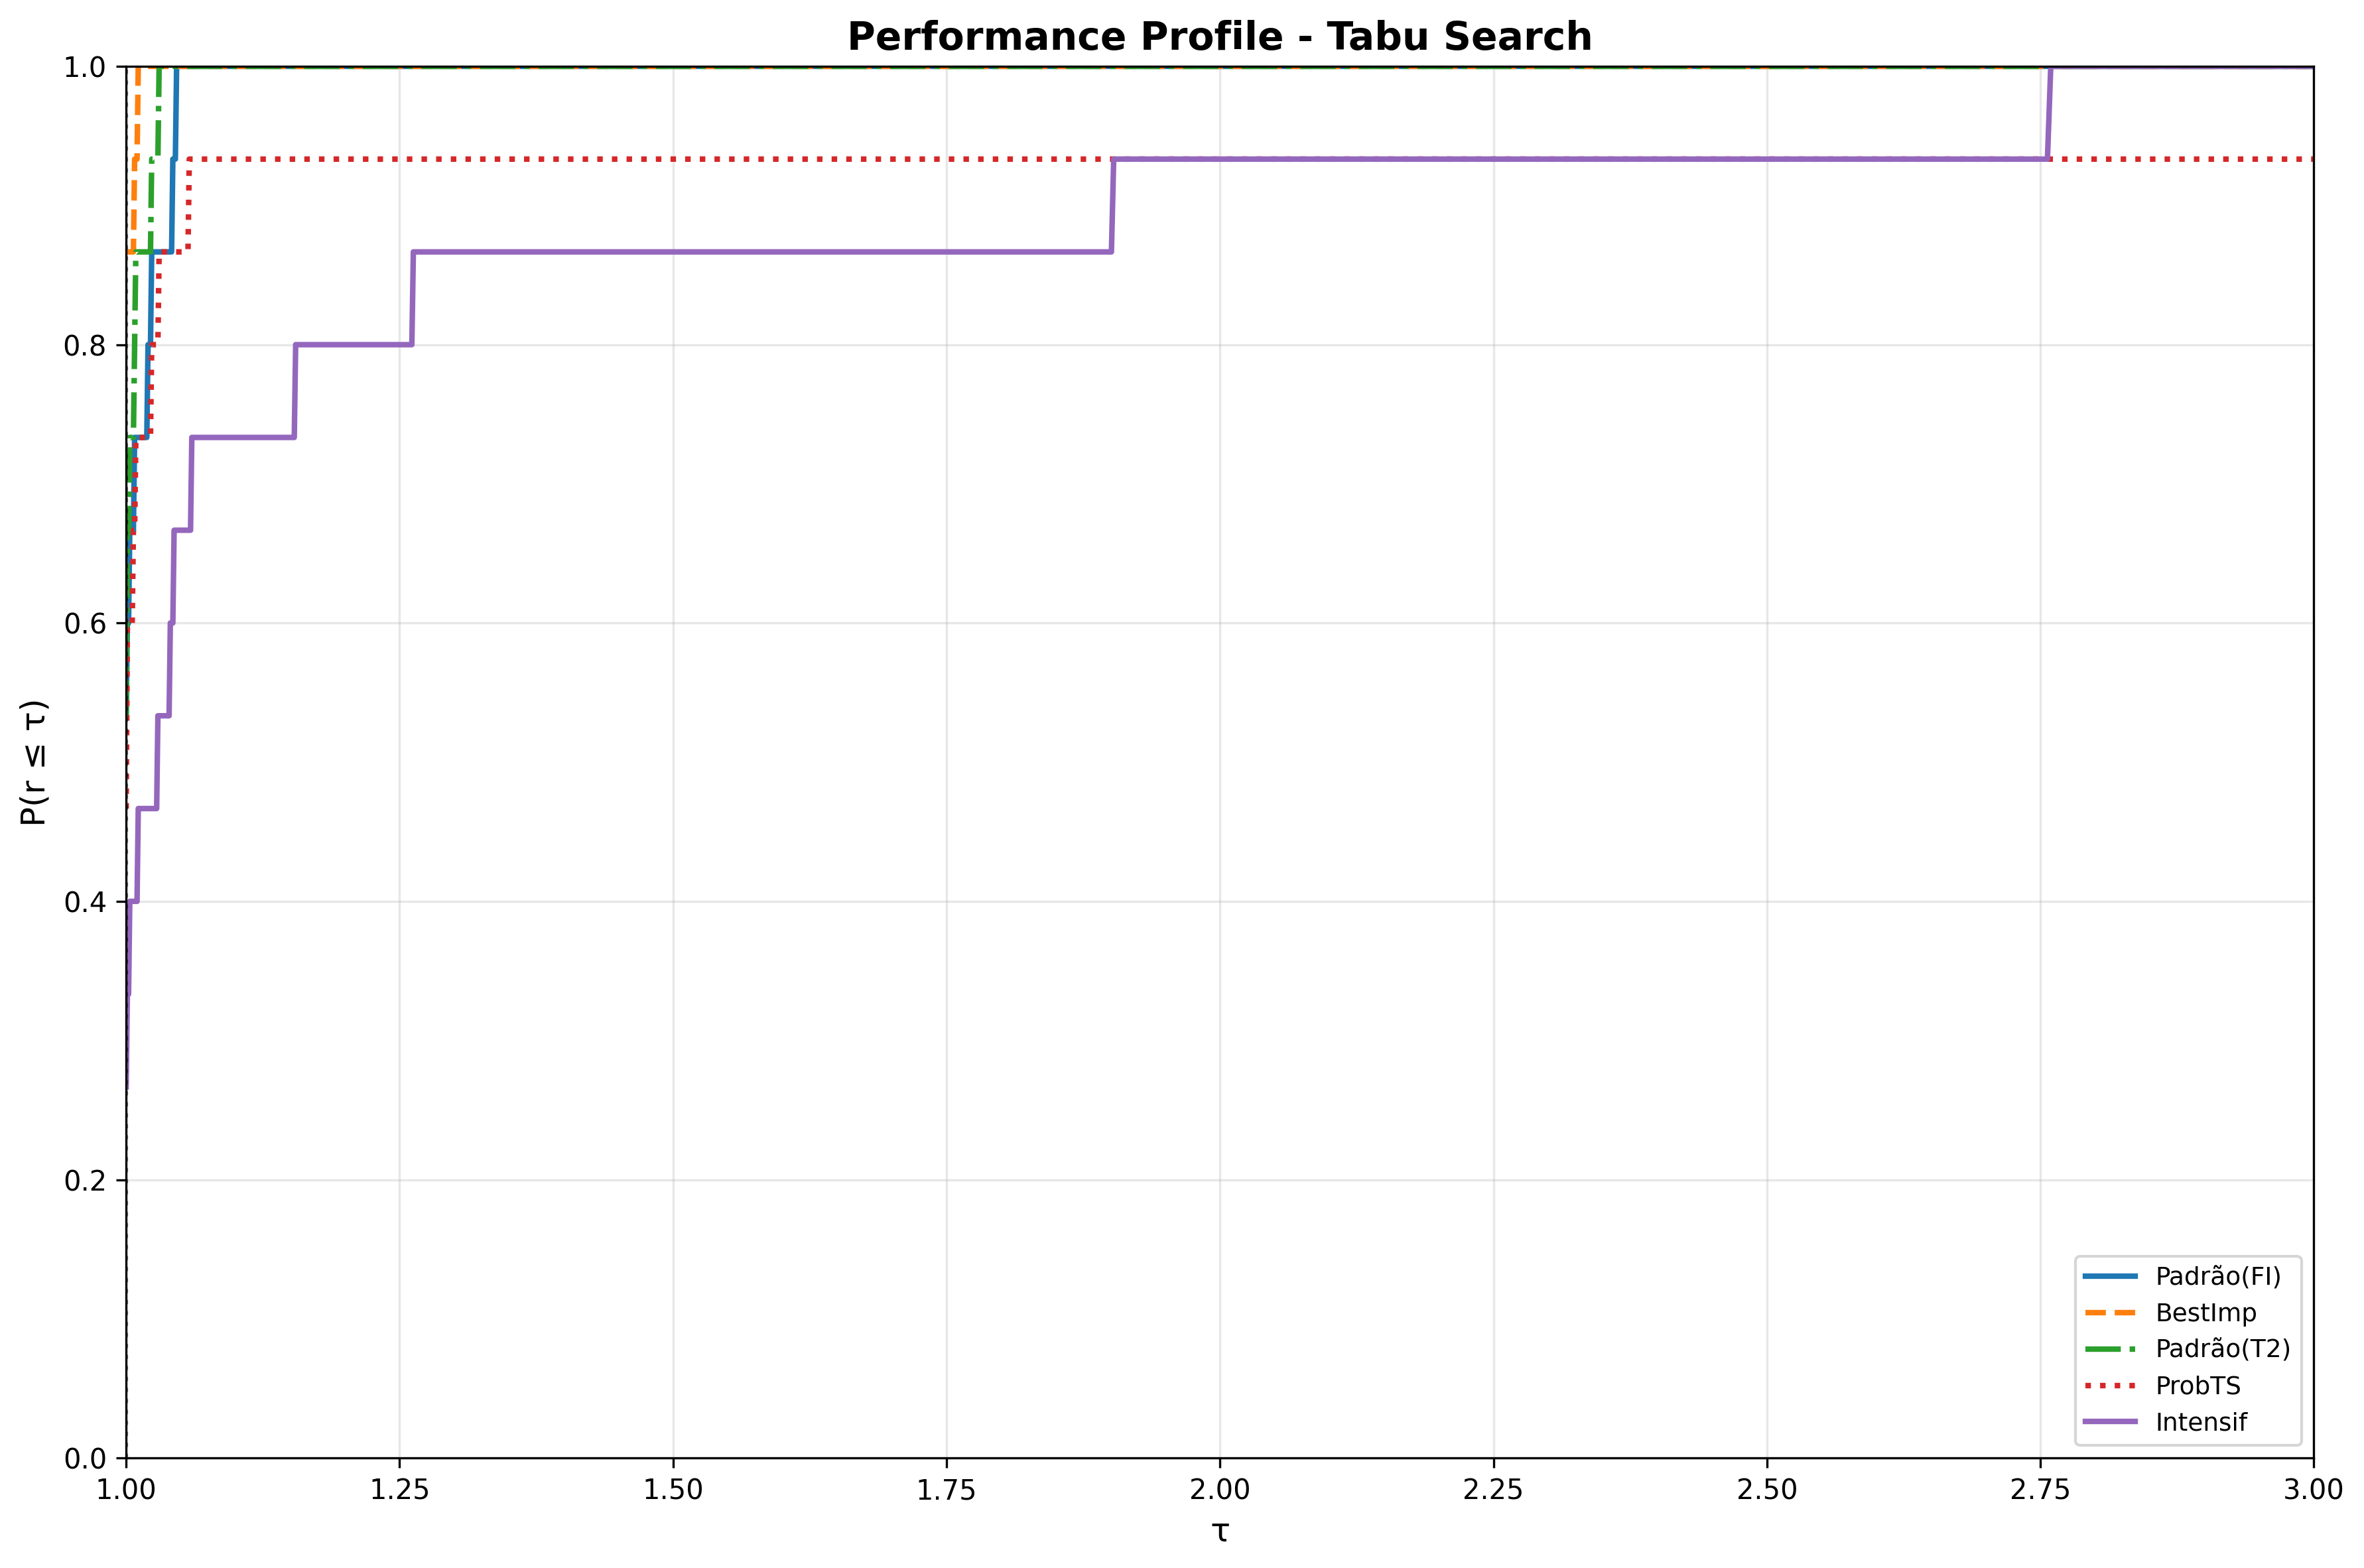 Performance Profile - Tabu Search
1.0
0.8
0.6
0.4
0.2
0.0
P(r ≤ τ)
1.00 1.25 1.50 1.75 2.00 2.25 2.50 2.75 3.00
τ
Padrão(FI)
BestImp
Padrão(T2)
ProbTS
Intensif